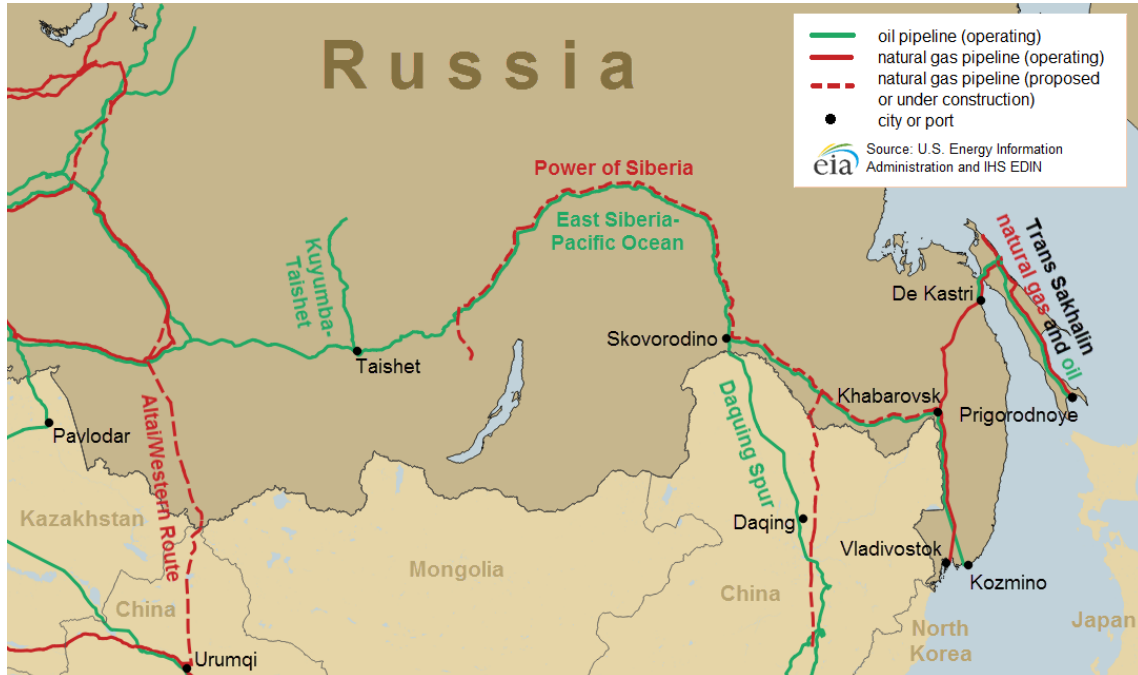 Russia
oil pipeline (operating)
natural gas pipeline (operating)
natural gas pipeline (proposed
or under construction)
city or port
eia
Source: U.S. Energy Information
Administration and IHS EDIN
Power of Siberia
East Siberia-
Pacific Ocean
Kuyumba-
Taishet
Trans Sakhalin
natural gas and oil
De Kastri
Skovorodino
Taishet
Khabarovsk
Prigorodnoye
Pavlodar
Altai/Western Route
Daquing Spur
Kazakhstan
Daqing
Vladivostok
Mongolia
Kozmino
China
China
North
Korea
Japan
Urumqi